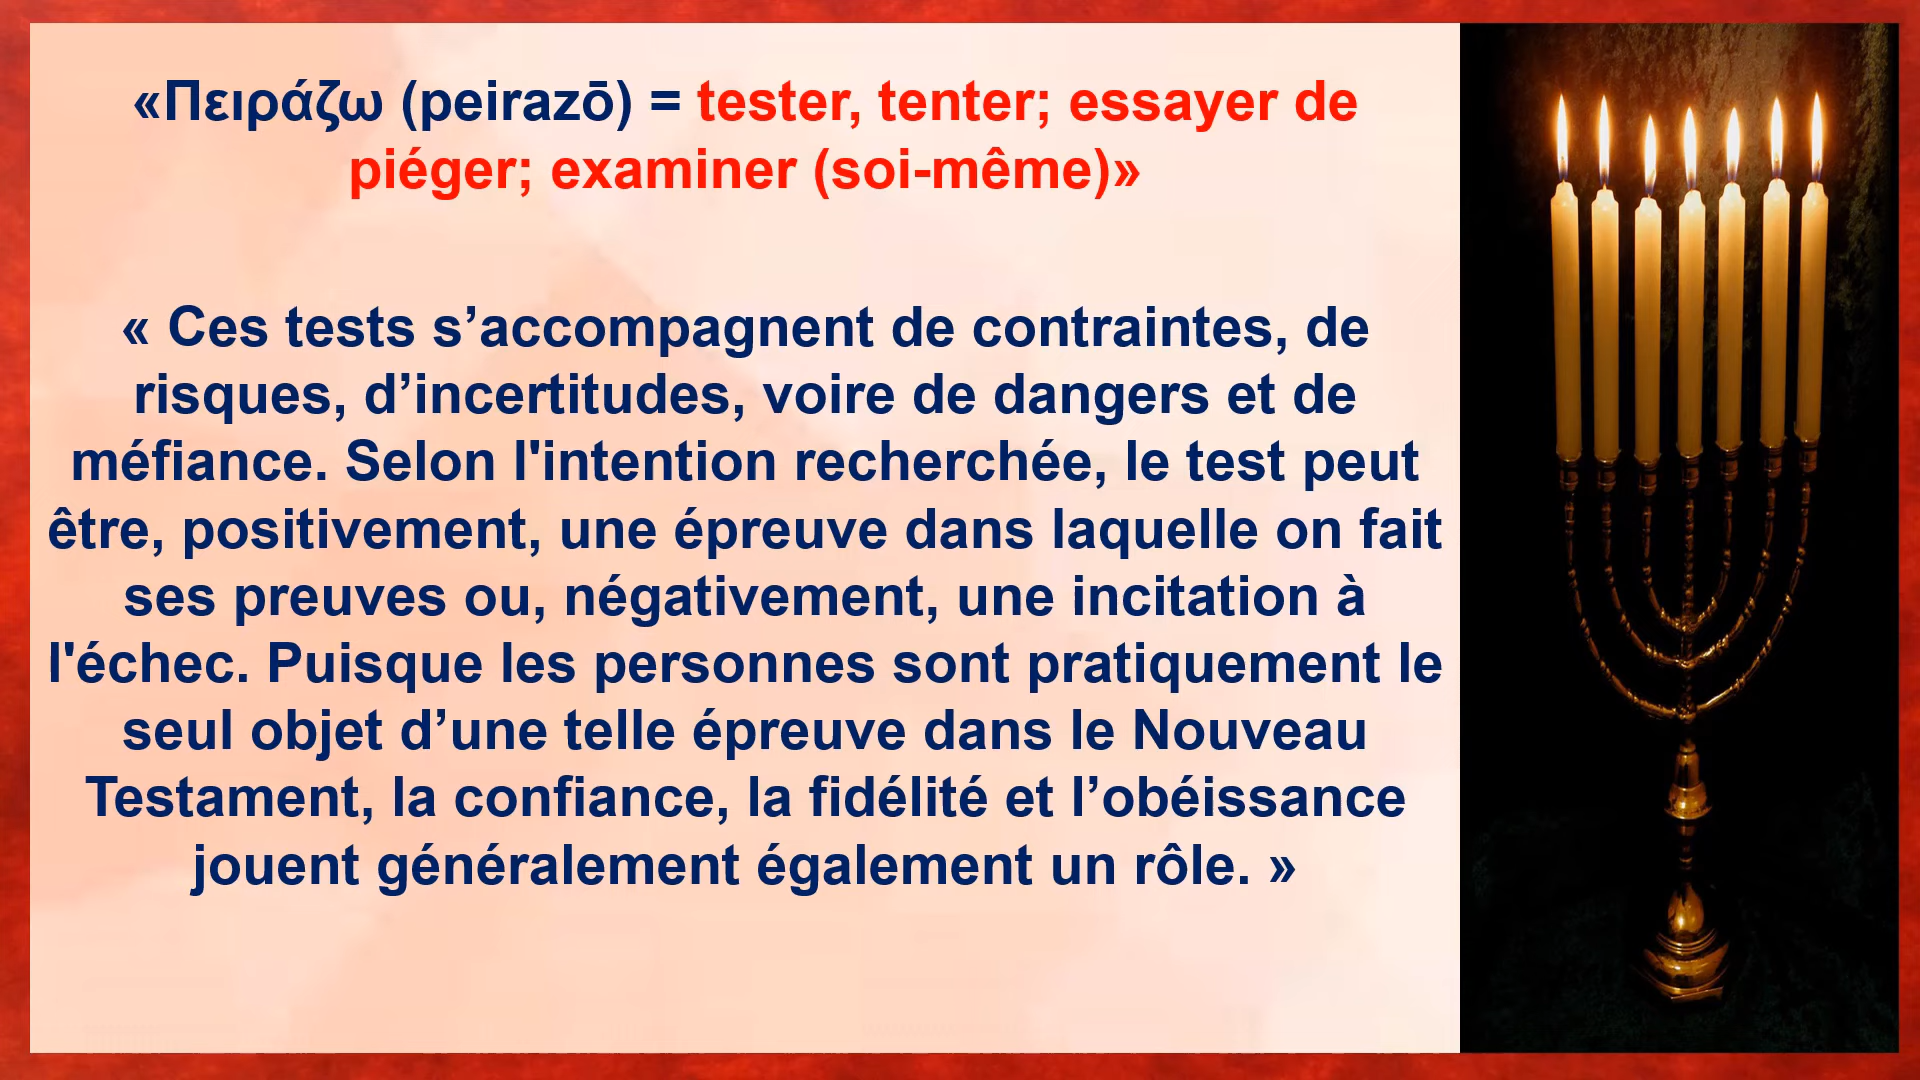 «Πειράζω (peirazō) = tester, tenter; essayer de
piéger; examiner (soi-même)»
« Ces tests s’accompagnent de contraintes, de
risques, d’incertitudes, voire de dangers et de
méfiance. Selon l'intention recherchée, le test peut
être, positivement, une épreuve dans laquelle on fait
ses preuves ou, négativement, une incitation à
l'échec. Puisque les personnes sont pratiquement le
seul objet d’une telle épreuve dans le Nouveau
Testament, la confiance, la fidélité et l’obéissance
jouent généralement également un rôle. »